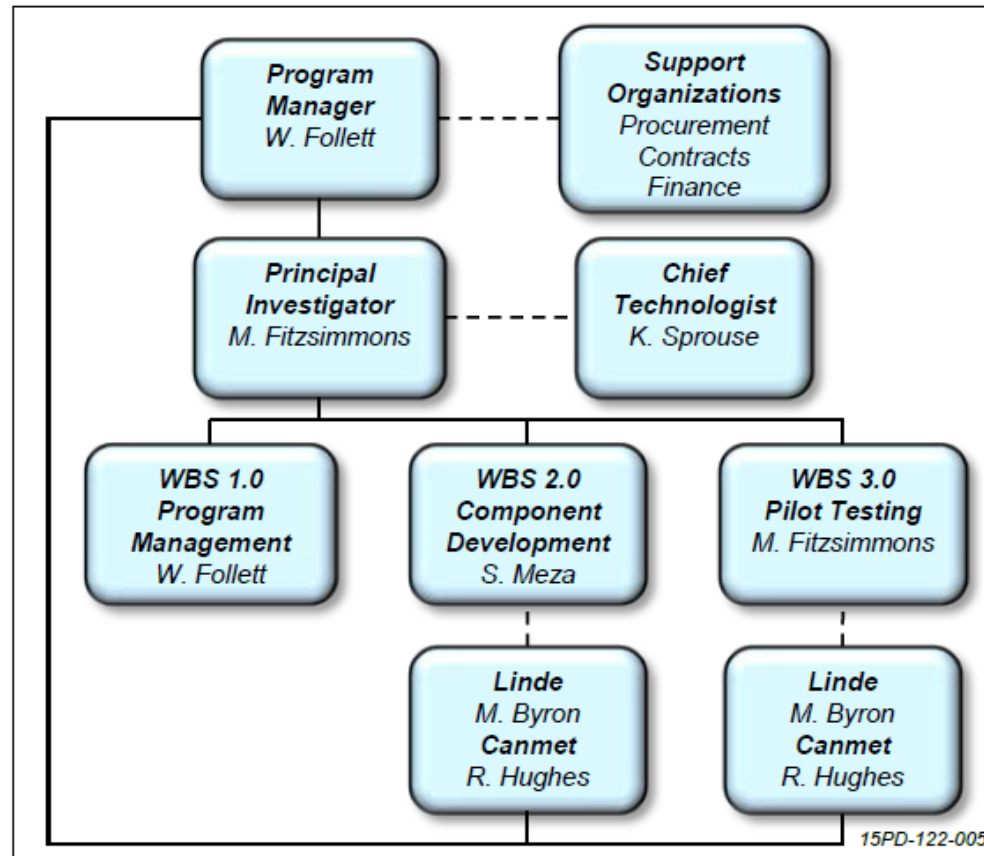 Program
Manager
W. Follett
Support
Organizations
Procurement
Contracts
Finance
Principal
Investigator
M. Fitzsimmons
Chief
Technologist
K. Sprouse
WBS 1.0
Program
Management
W. Follett
WBS 2.0
Component
Development
S. Meza
WBS 3.0
Pilot Testing
M. Fitzsimmons
Linde
M. Byron
Canmet
R. Hughes
Linde
M. Byron
Canmet
R. Hughes
15PD-122-005